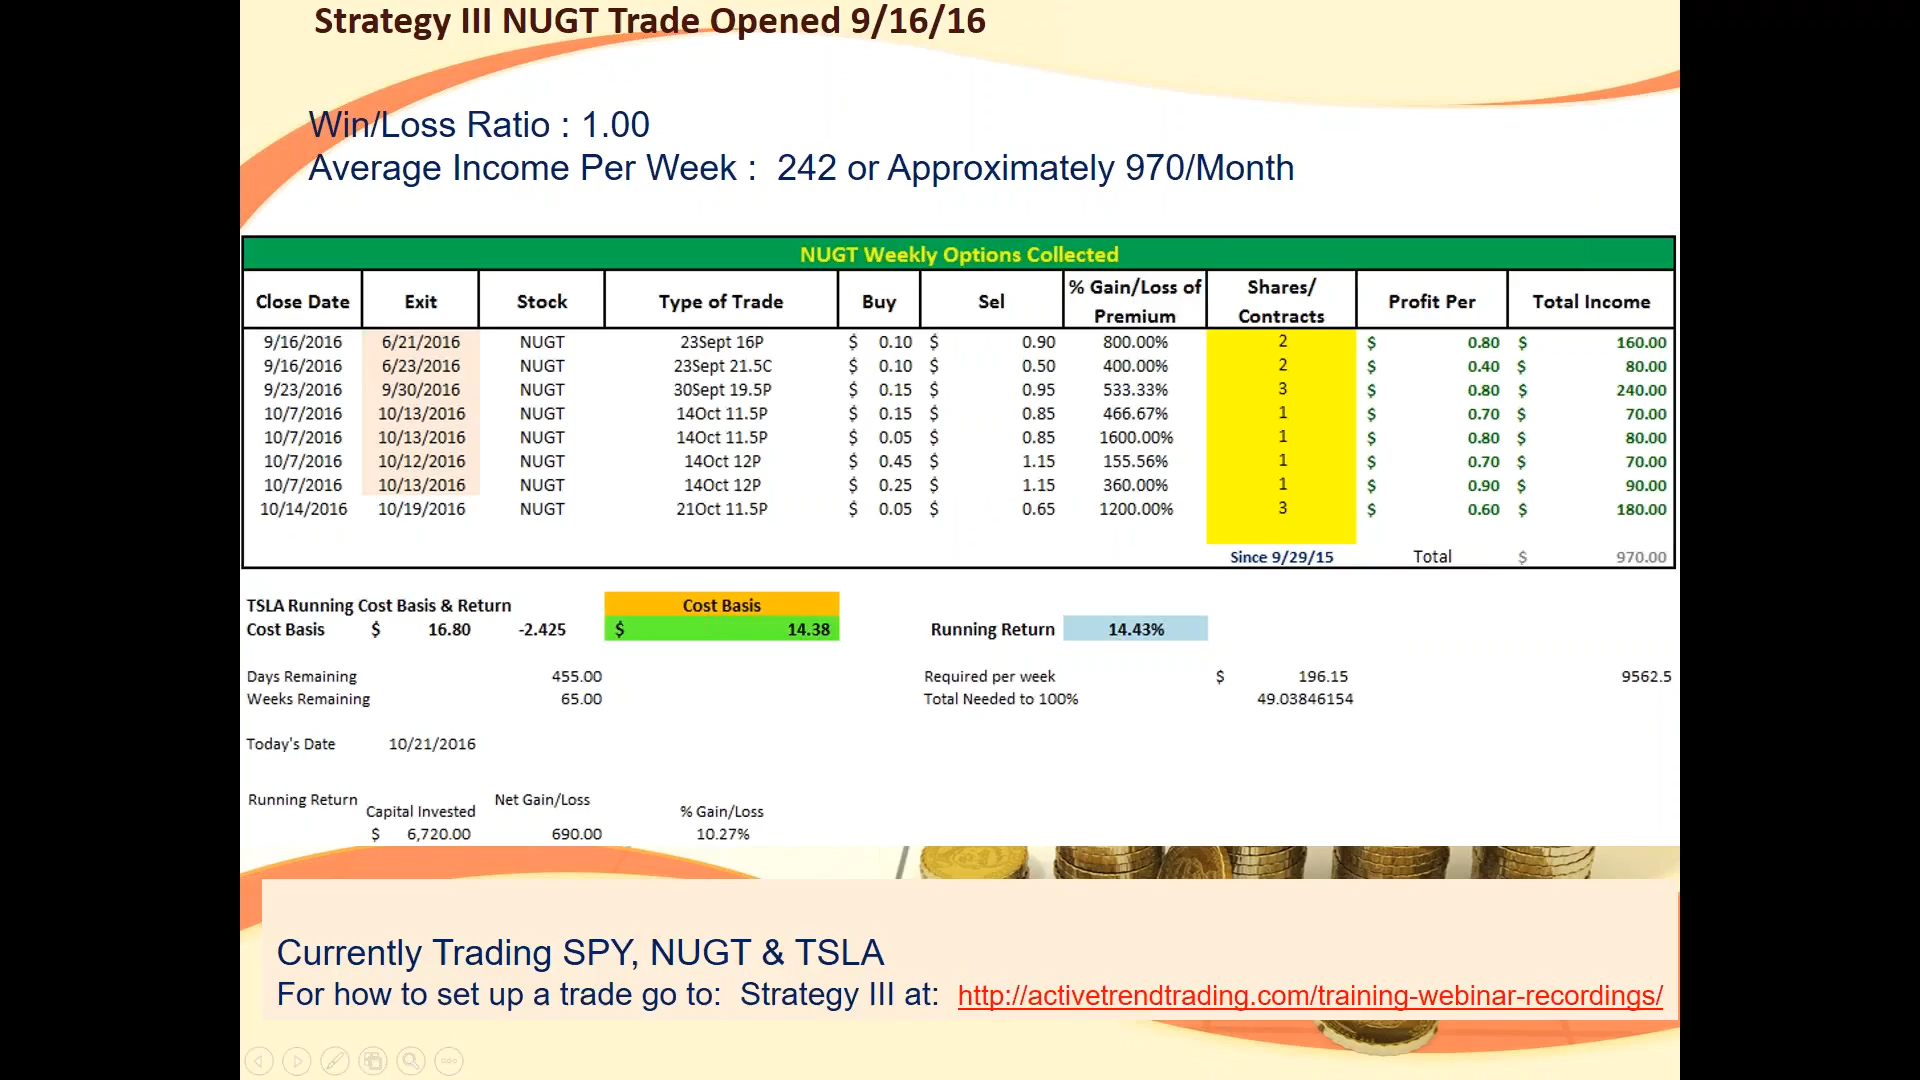 Strategy III NUGT Trade Opened 9/16/16
Win/Loss Ratio : 1.00
Average Income Per Week : 242 or Approximately 970/Month
NUGT Weekly Options Collected
Close Date Exit Stock Type of Trade Buy Sel % Gain/Loss of Premium Shares/ Contracts Profit Per Total Income
9/16/2016 6/21/2016 NUGT 23Sept 16P $ 0.10 $ 0.90 800.00% 2 $ 0.80 $ 160.00
9/16/2016 6/23/2016 NUGT 23Sept 21.5C $ 0.10 $ 0.50 400.00% 2 $ 0.40 $ 80.00
9/23/2016 9/30/2016 NUGT 30Sept 19.5P $ 0.15 $ 0.95 533.33% 3 $ 0.80 $ 240.00
10/7/2016 10/13/2016 NUGT 14Oct 11.5P $ 0.15 $ 0.85 466.67% 1 $ 0.70 $ 70.00
10/7/2016 10/13/2016 NUGT 14Oct 11.5P $ 0.05 $ 0.85 1600.00% 1 $ 0.80 $ 80.00
10/7/2016 10/12/2016 NUGT 14Oct 12P $ 0.45 $ 1.15 155.56% 1 $ 0.70 $ 70.00
10/7/2016 10/13/2016 NUGT 14Oct 12P $ 0.25 $ 1.15 360.00% 1 $ 0.90 $ 90.00
10/14/2016 10/19/2016 NUGT 21Oct 11.5P $ 0.05 $ 0.65 1200.00% 3 $ 0.60 $ 180.00
Since 9/29/15 Total $ 970.00
TSLA Running Cost Basis & Return Cost Basis
Cost Basis $ 16.80 -2.425 $ 14.38 Running Return 14.43%
Days Remaining 455.00 Required per week $ 196.15 9562.5
Weeks Remaining 65.00 Total Needed to 100% 49.03846154
Today's Date 10/21/2016
Running Return Capital Invested Net Gain/Loss % Gain/Loss
$ 6,720.00 690.00 10.27%
Currently Trading SPY, NUGT & TSLA
For how to set up a trade go to: Strategy III at: http://activetrendtrading.com/training-webinar-recordings/